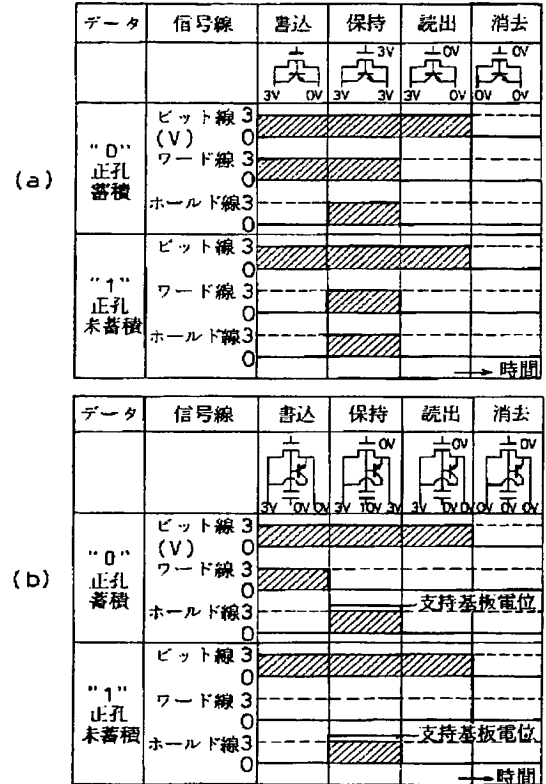 (a)
データ 信号線 書込 保持 読出 消去
3V 0V 0V
3V 0V 3V 3V 3V 0V 0V 0V
"0" 正孔 蓄積
ビット線 3
(V) 0
ワード線 3
0
ホールド線 3
0
"1" 正孔 未蓄積
ビット線 3
0
ワード線 3
0
ホールド線 3
0
→ 時間
(b)
データ 信号線 書込 保持 読出 消去
0V 0V 0V
3V 0V 0V 3V 10V 3V 3V 0V 0V 0V 0V 0V
"0" 正孔 蓄積
ビット線 3
(V) 0
ワード線 3
0
支持基板電位
ホールド線 3
0
"1" 正孔 未蓄積
ビット線 3
0
ワード線 3
0
支持基板電位
ホールド線 3
0
→ 時間